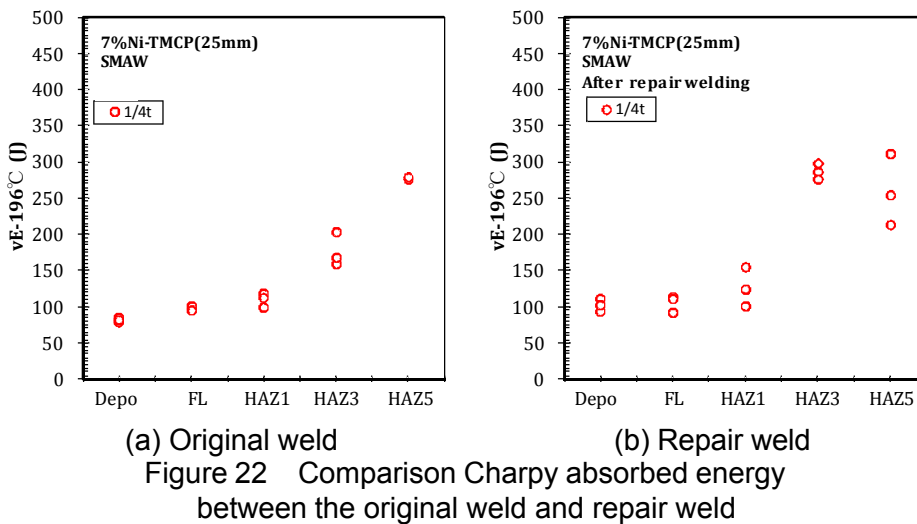 500
450
400
350
300
250
200
150
100
50
0
vE-196℃ (J)
7%Ni-TMCP(25mm)
SMAW
1/4t
Depo FL HAZ1 HAZ3 HAZ5
(a) Original weld
500
450
400
350
300
250
200
150
100
50
0
vE-196℃ (J)
7%Ni-TMCP(25mm)
SMAW
After repair welding
1/4t
Depo FL HAZ1 HAZ3 HAZ5
(b) Repair weld
Figure 22 Comparison Charpy absorbed energy
between the original weld and repair weld